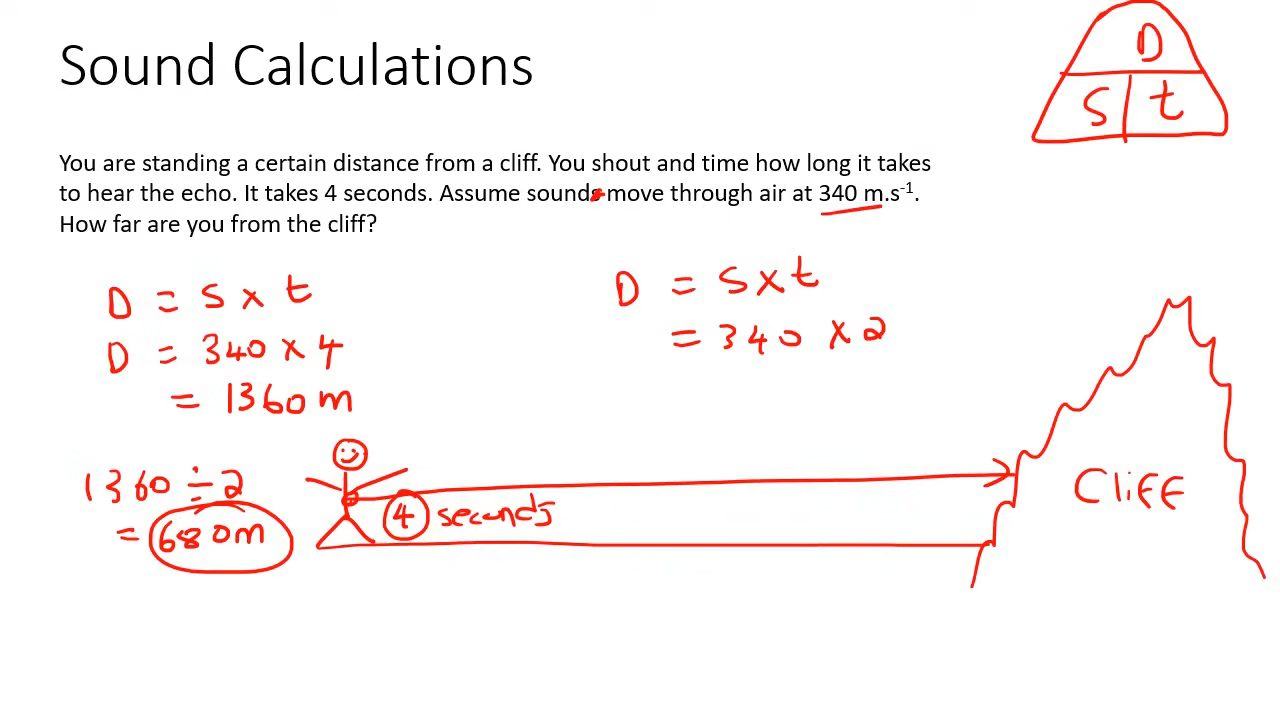 Sound Calculations
D
S t
You are standing a certain distance from a cliff. You shout and time how long it takes
to hear the echo. It takes 4 seconds. Assume sounds move through air at 340 m.s⁻¹.
How far are you from the cliff?
D = S x t
D = 340 x 4
= 1360 m
1360 ÷ 2
= 680m
D = S x t
= 340 x 2
4 seconds
Cliff